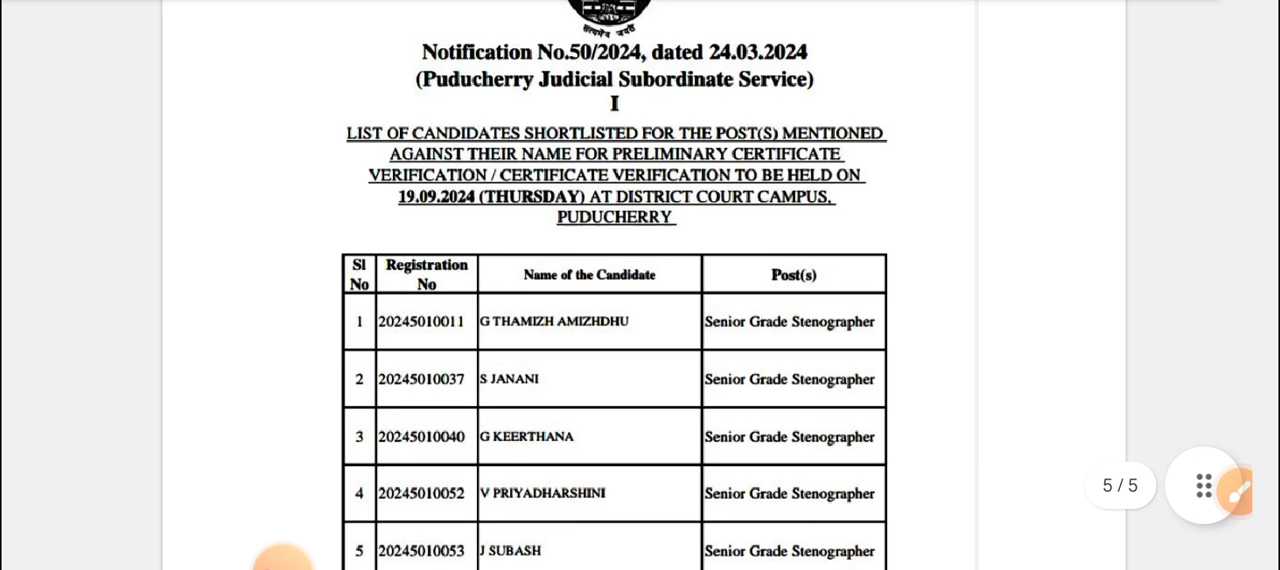 सत्यमेव जयते
Notification No.50/2024, dated 24.03.2024
(Puducherry Judicial Subordinate Service)
I
LIST OF CANDIDATES SHORTLISTED FOR THE POST(S) MENTIONED
AGAINST THEIR NAME FOR PRELIMINARY CERTIFICATE
VERIFICATION / CERTIFICATE VERIFICATION TO BE HELD ON
19.09.2024 (THURSDAY) AT DISTRICT COURT CAMPUS,
PUDUCHERRY
Sl No Registration No Name of the Candidate Post(s)
1 20245010011 G THAMIZH AMIZHDHU Senior Grade Stenographer
2 20245010037 S JANANI Senior Grade Stenographer
3 20245010040 G KEERTHANA Senior Grade Stenographer
4 20245010052 V PRIYADHARSHINI Senior Grade Stenographer
5 20245010053 J SUBASH Senior Grade Stenographer
5 / 5